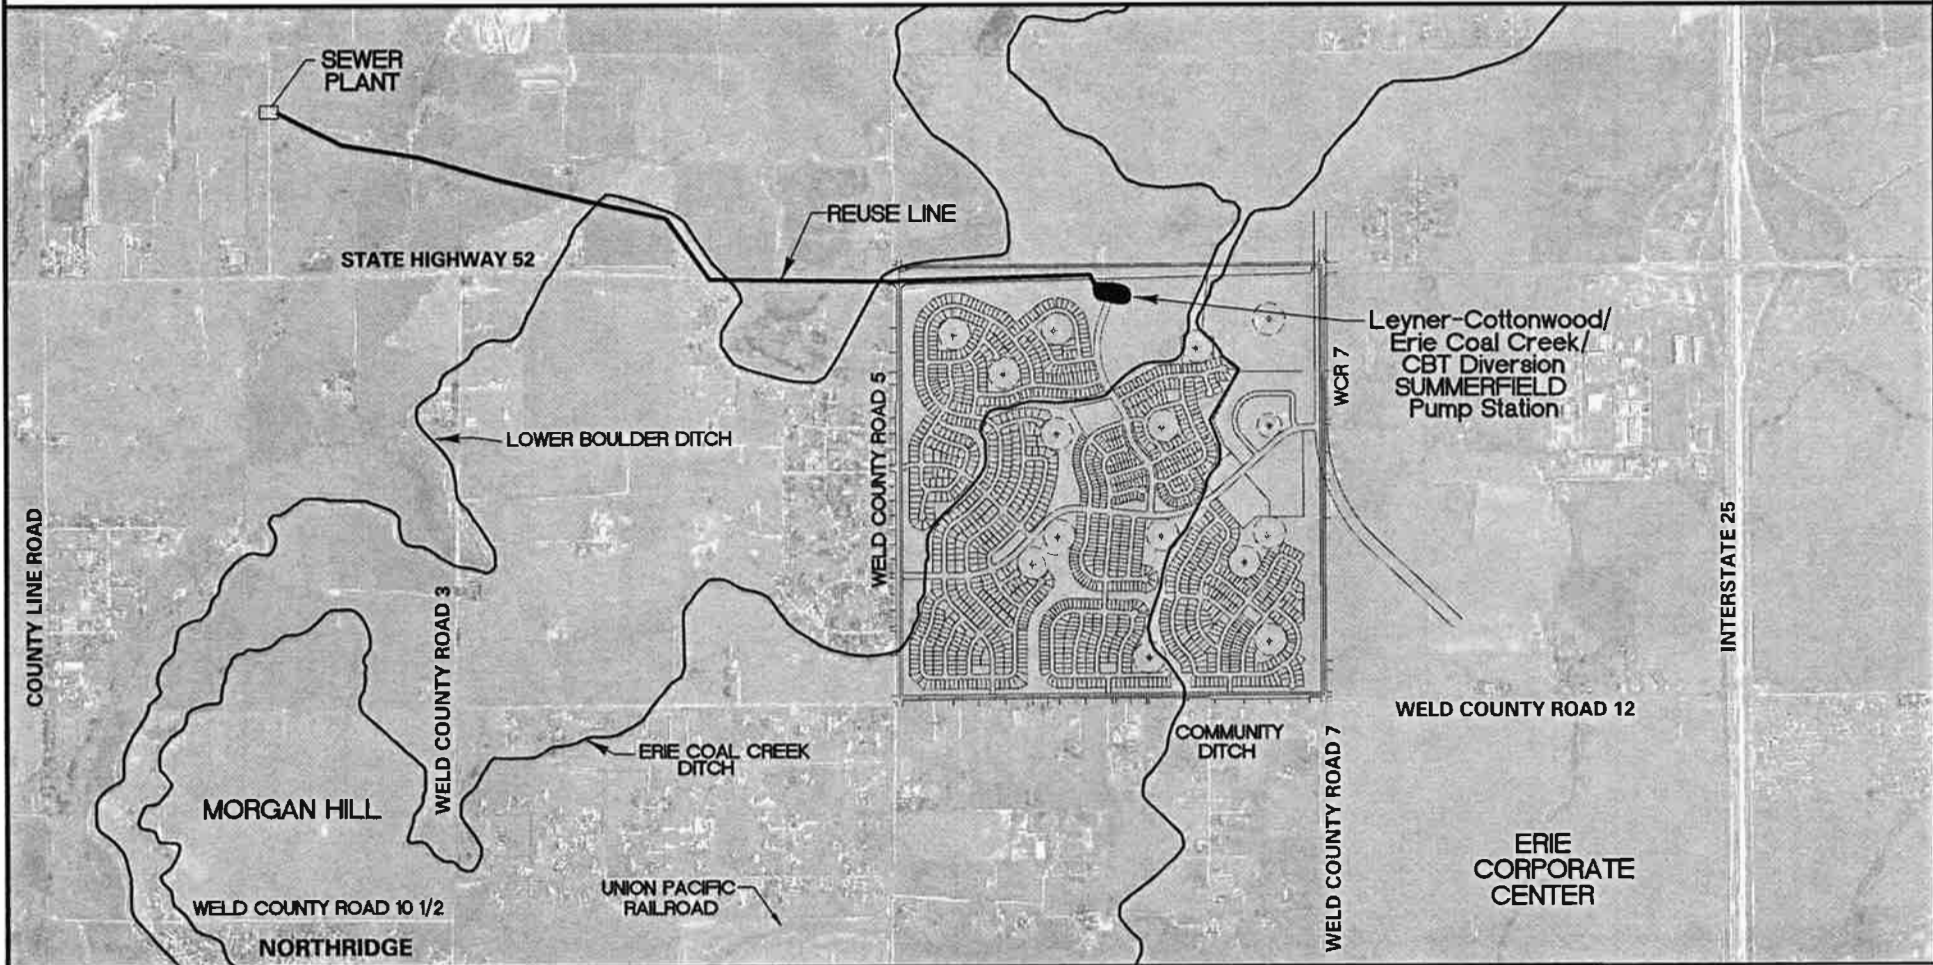 SEWER
PLANT
REUSE LINE
STATE HIGHWAY 52
Leyner-Cottonwood/
Erie Coal Creek/
CBT Diversion
SUMMERFIELD
Pump Station
WCR 7
WELD COUNTY ROAD 5
LOWER BOULDER DITCH
COUNTY LINE ROAD
WELD COUNTY ROAD 3
INTERSTATE 25
WELD COUNTY ROAD 12
COMMUNITY
DITCH
ERIE COAL CREEK
DITCH
MORGAN HILL
WELD COUNTY ROAD 7
ERIE
CORPORATE
CENTER
UNION PACIFIC
RAILROAD
WELD COUNTY ROAD 10 1/2
NORTHRIDGE